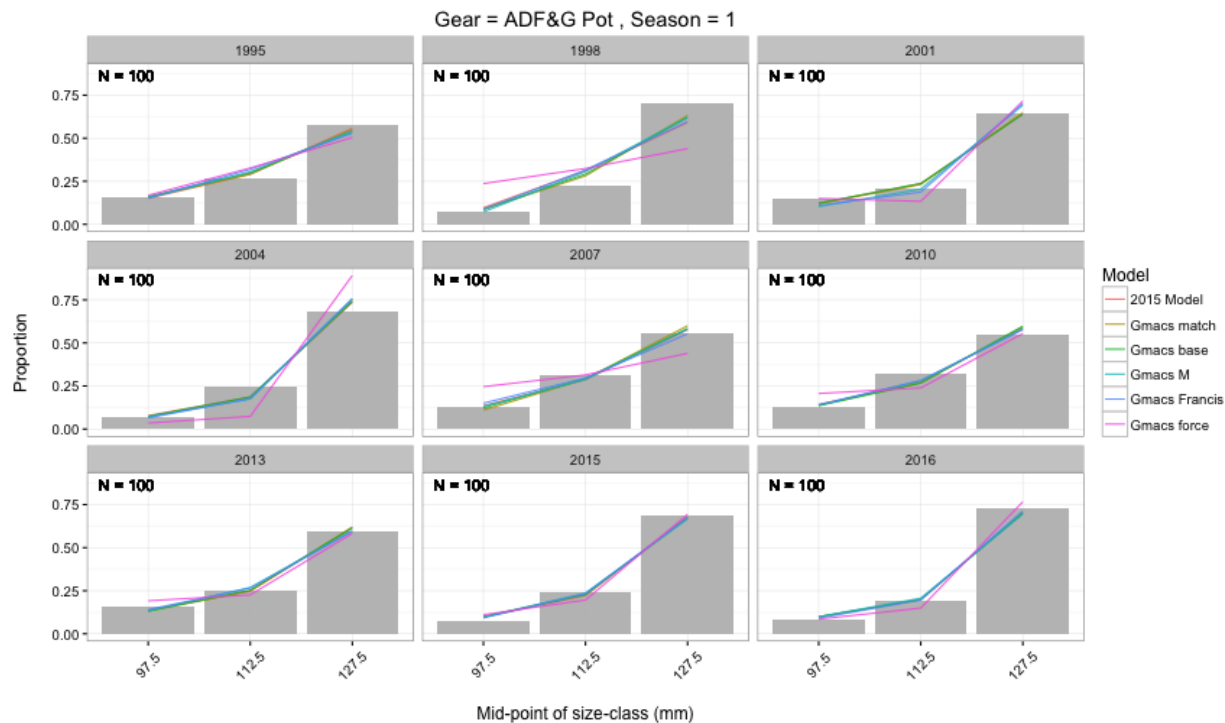 Gear = ADF&G Pot , Season = 1
1995
1998
2001
N = 100
N = 100
N = 100
0.75
0.50
0.25
0.00
2004
2007
2010
N = 100
N = 100
N = 100
0.75
0.50
0.25
0.00
2013
2015
2016
N = 100
N = 100
N = 100
0.75
0.50
0.25
0.00
97.5
112.5
127.5
97.5
112.5
127.5
97.5
112.5
127.5
Proportion
Mid-point of size-class (mm)
Model
2015 Model
Gmacs match
Gmacs base
Gmacs M
Gmacs Francis
Gmacs force